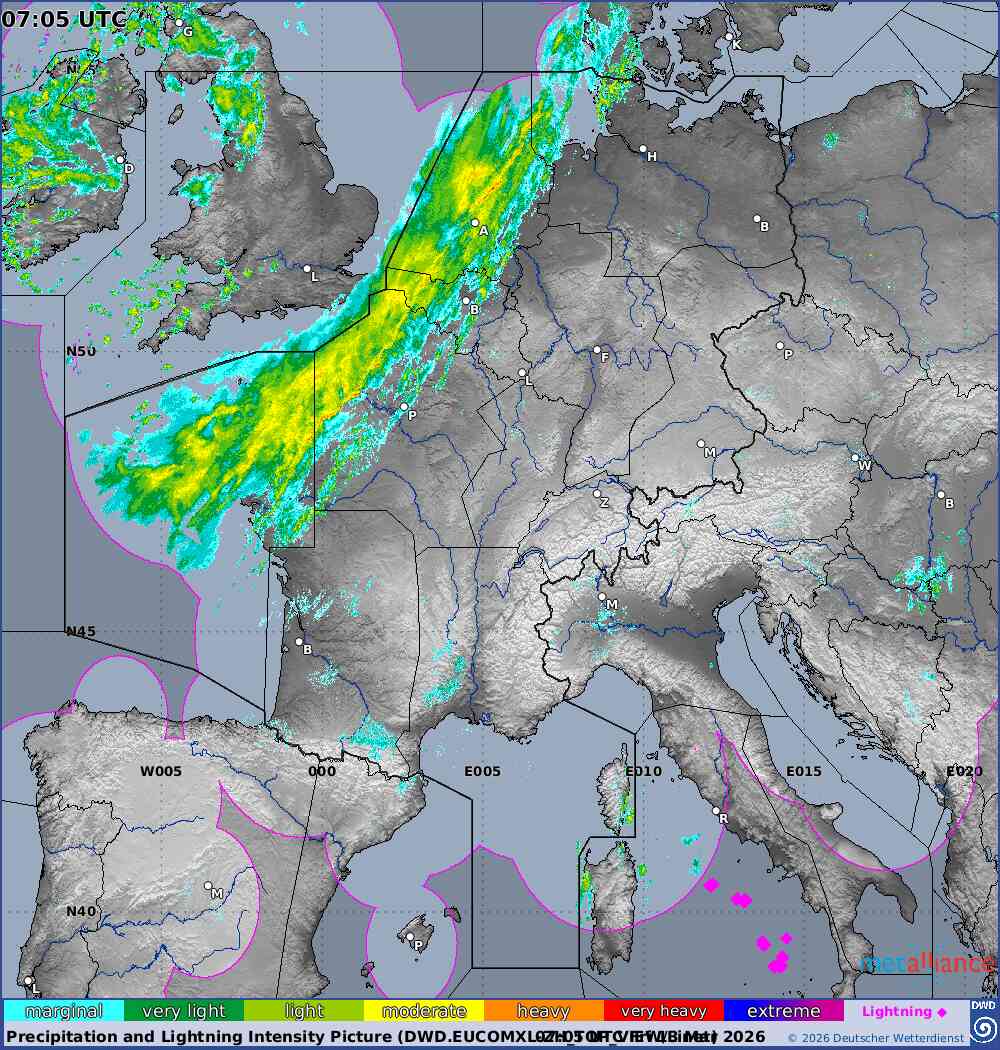 07:05 UTC
G
K
D
H
A
B
L
B
N50
P
F
L
P
M
W
Z
B
M
N45
B
W005
000
E005
E010
E015
E020
R
M
N40
P
L
metalliance
marginal very light light moderate heavy very heavy extreme Lightning
DWD
Precipitation and Lightning Intensity Picture (DWD.EUCOMXL
2026 © 2026 Deutscher Wetterdienst